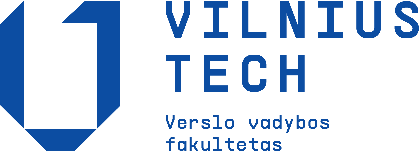 VILNIUS
TECH
Verslo vadybos
fakultetas